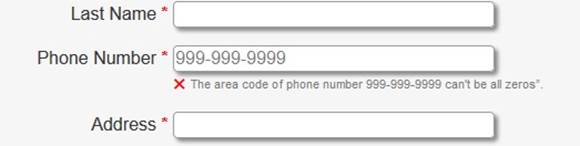 Last Name *
Phone Number * 999-999-9999
The area code of phone number 999-999-9999 can't be all zeros".
Address *